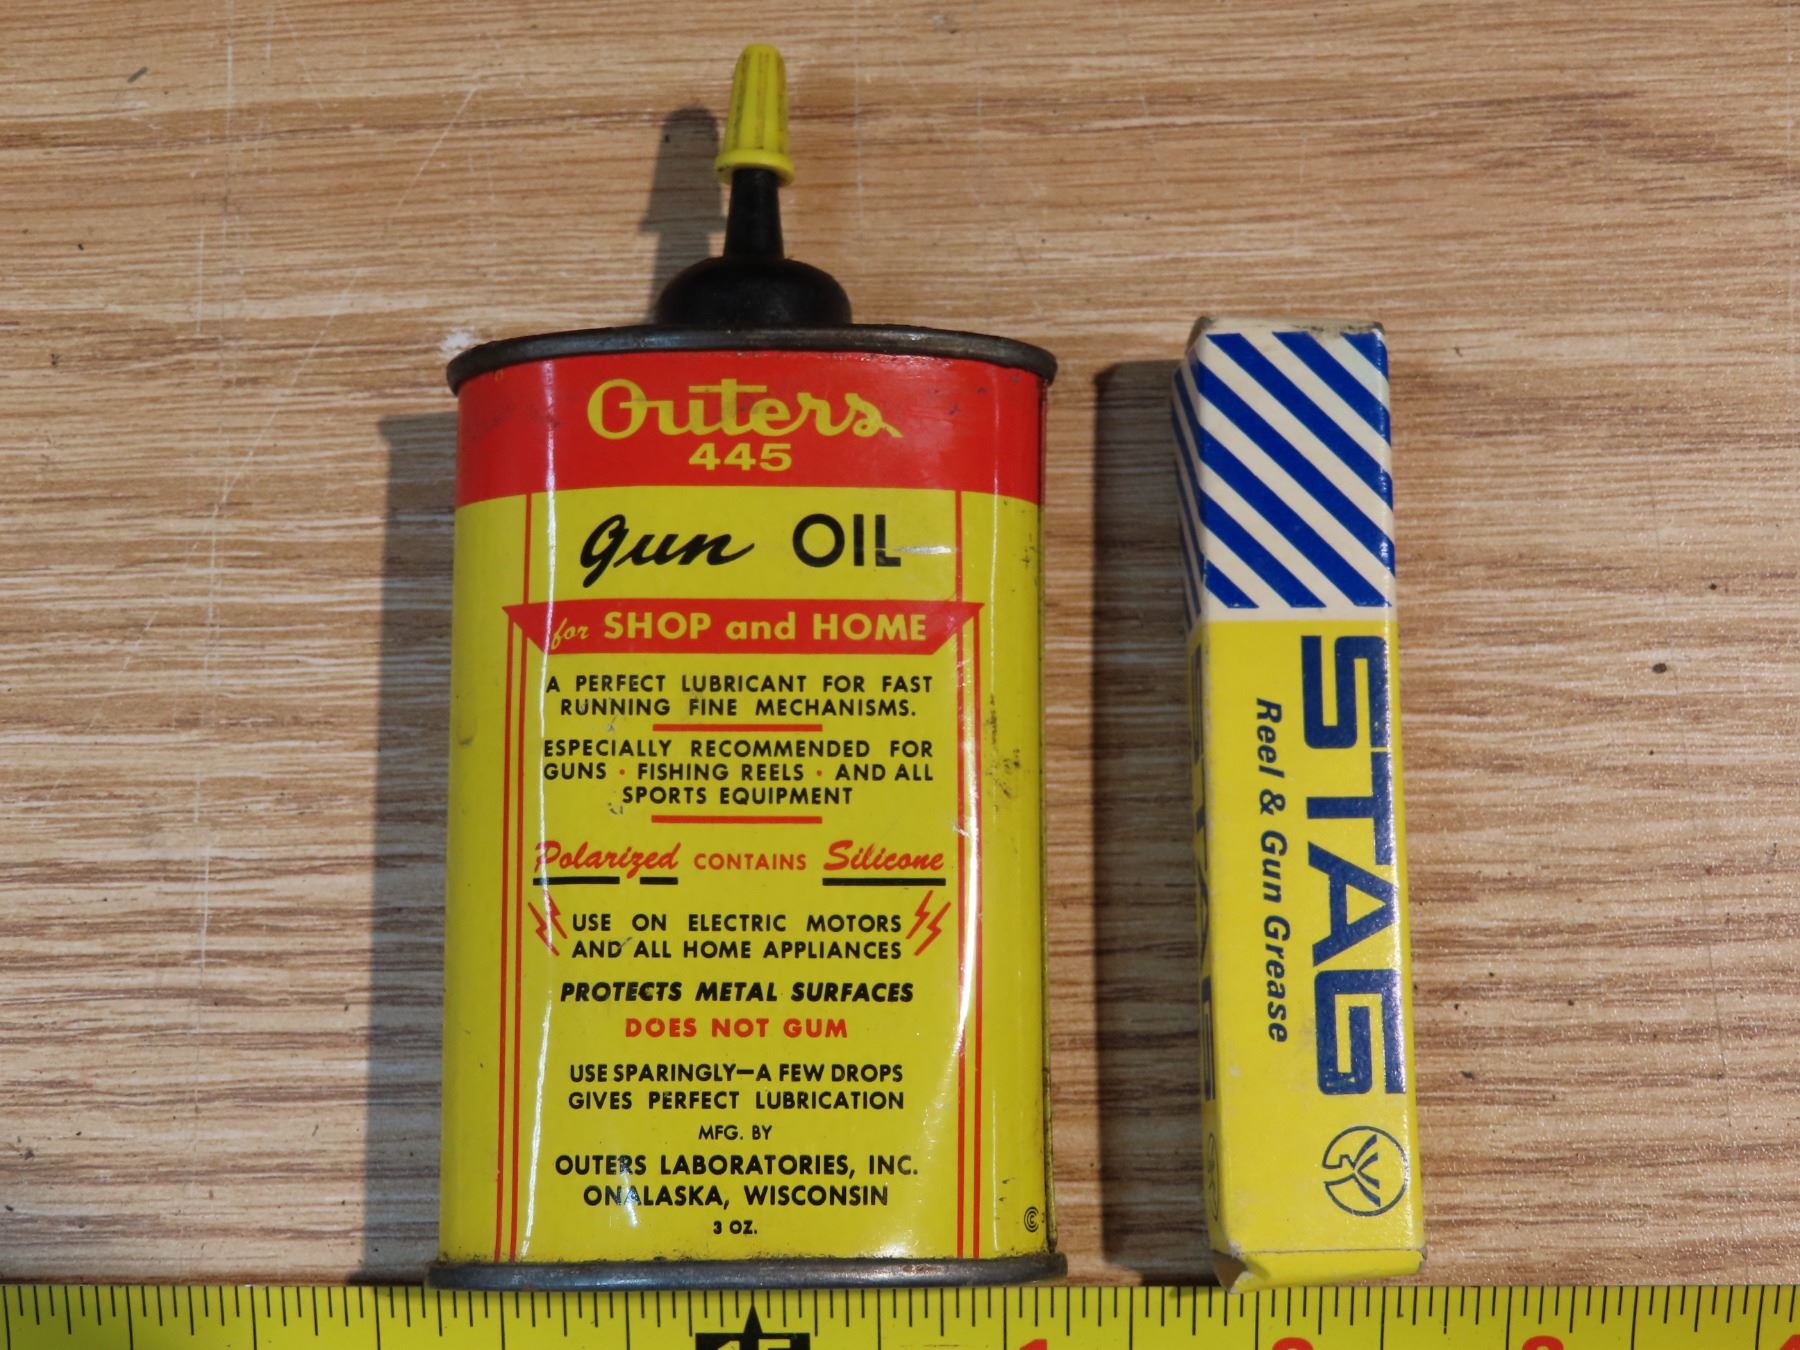 Outers
445
Gun OIL
for SHOP and HOME
A PERFECT LUBRICANT FOR FAST
RUNNING FINE MECHANISMS.
ESPECIALLY RECOMMENDED FOR
GUNS · FISHING REELS · AND ALL
SPORTS EQUIPMENT
Polarized CONTAINS Silicone
USE ON ELECTRIC MOTORS
AND ALL HOME APPLIANCES
PROTECTS METAL SURFACES
DOES NOT GUM
USE SPARINGLY—A FEW DROPS
GIVES PERFECT LUBRICATION
MFG. BY
OUTERS LABORATORIES, INC.
ONALASKA, WISCONSIN
3 OZ.
STAG
Reel & Gun Grease